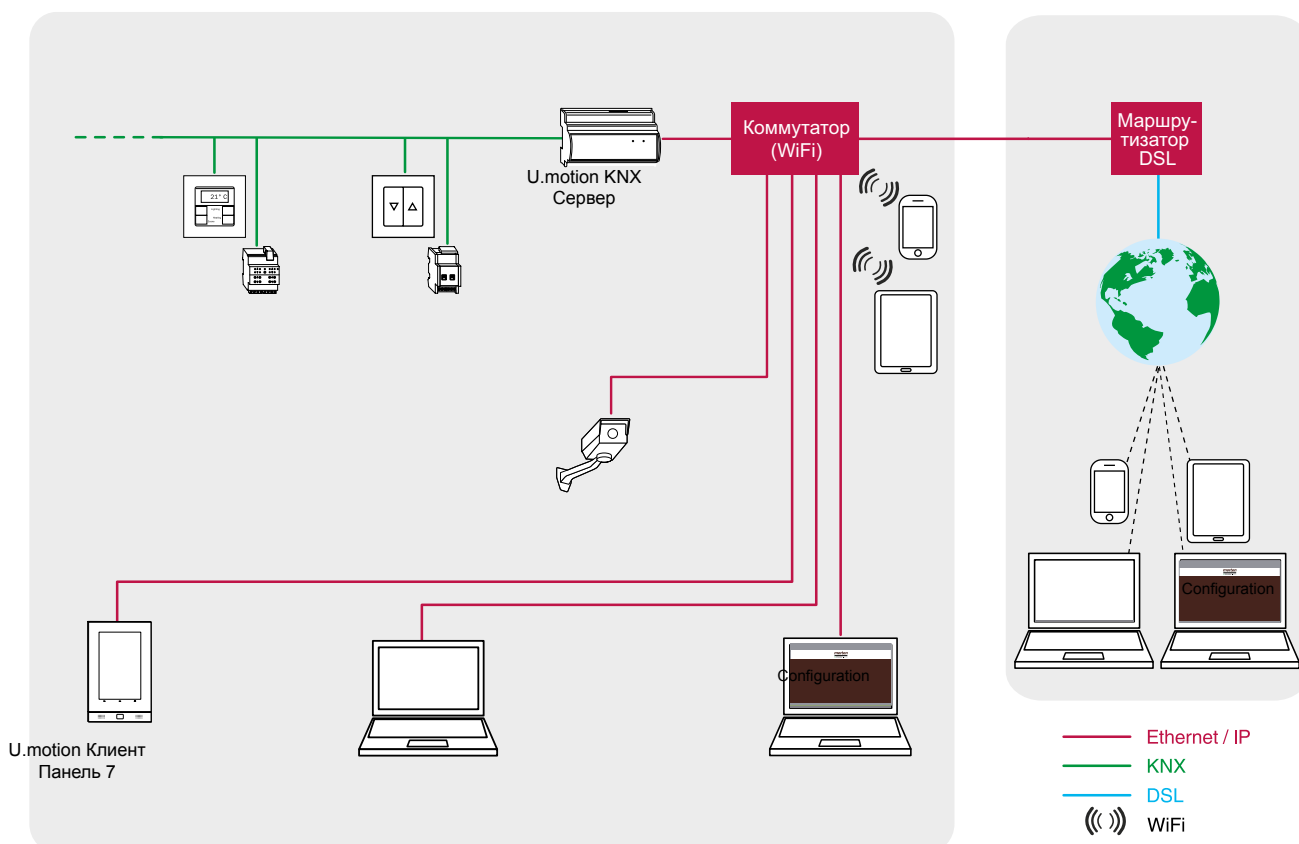 Коммутатор
(WiFi)
Маршру-
тизатор
DSL
U.motion KNX
Сервер
21° C
Configuration
Configuration
U.motion Клиент
Панель 7
Ethernet / IP
KNX
DSL
WiFi